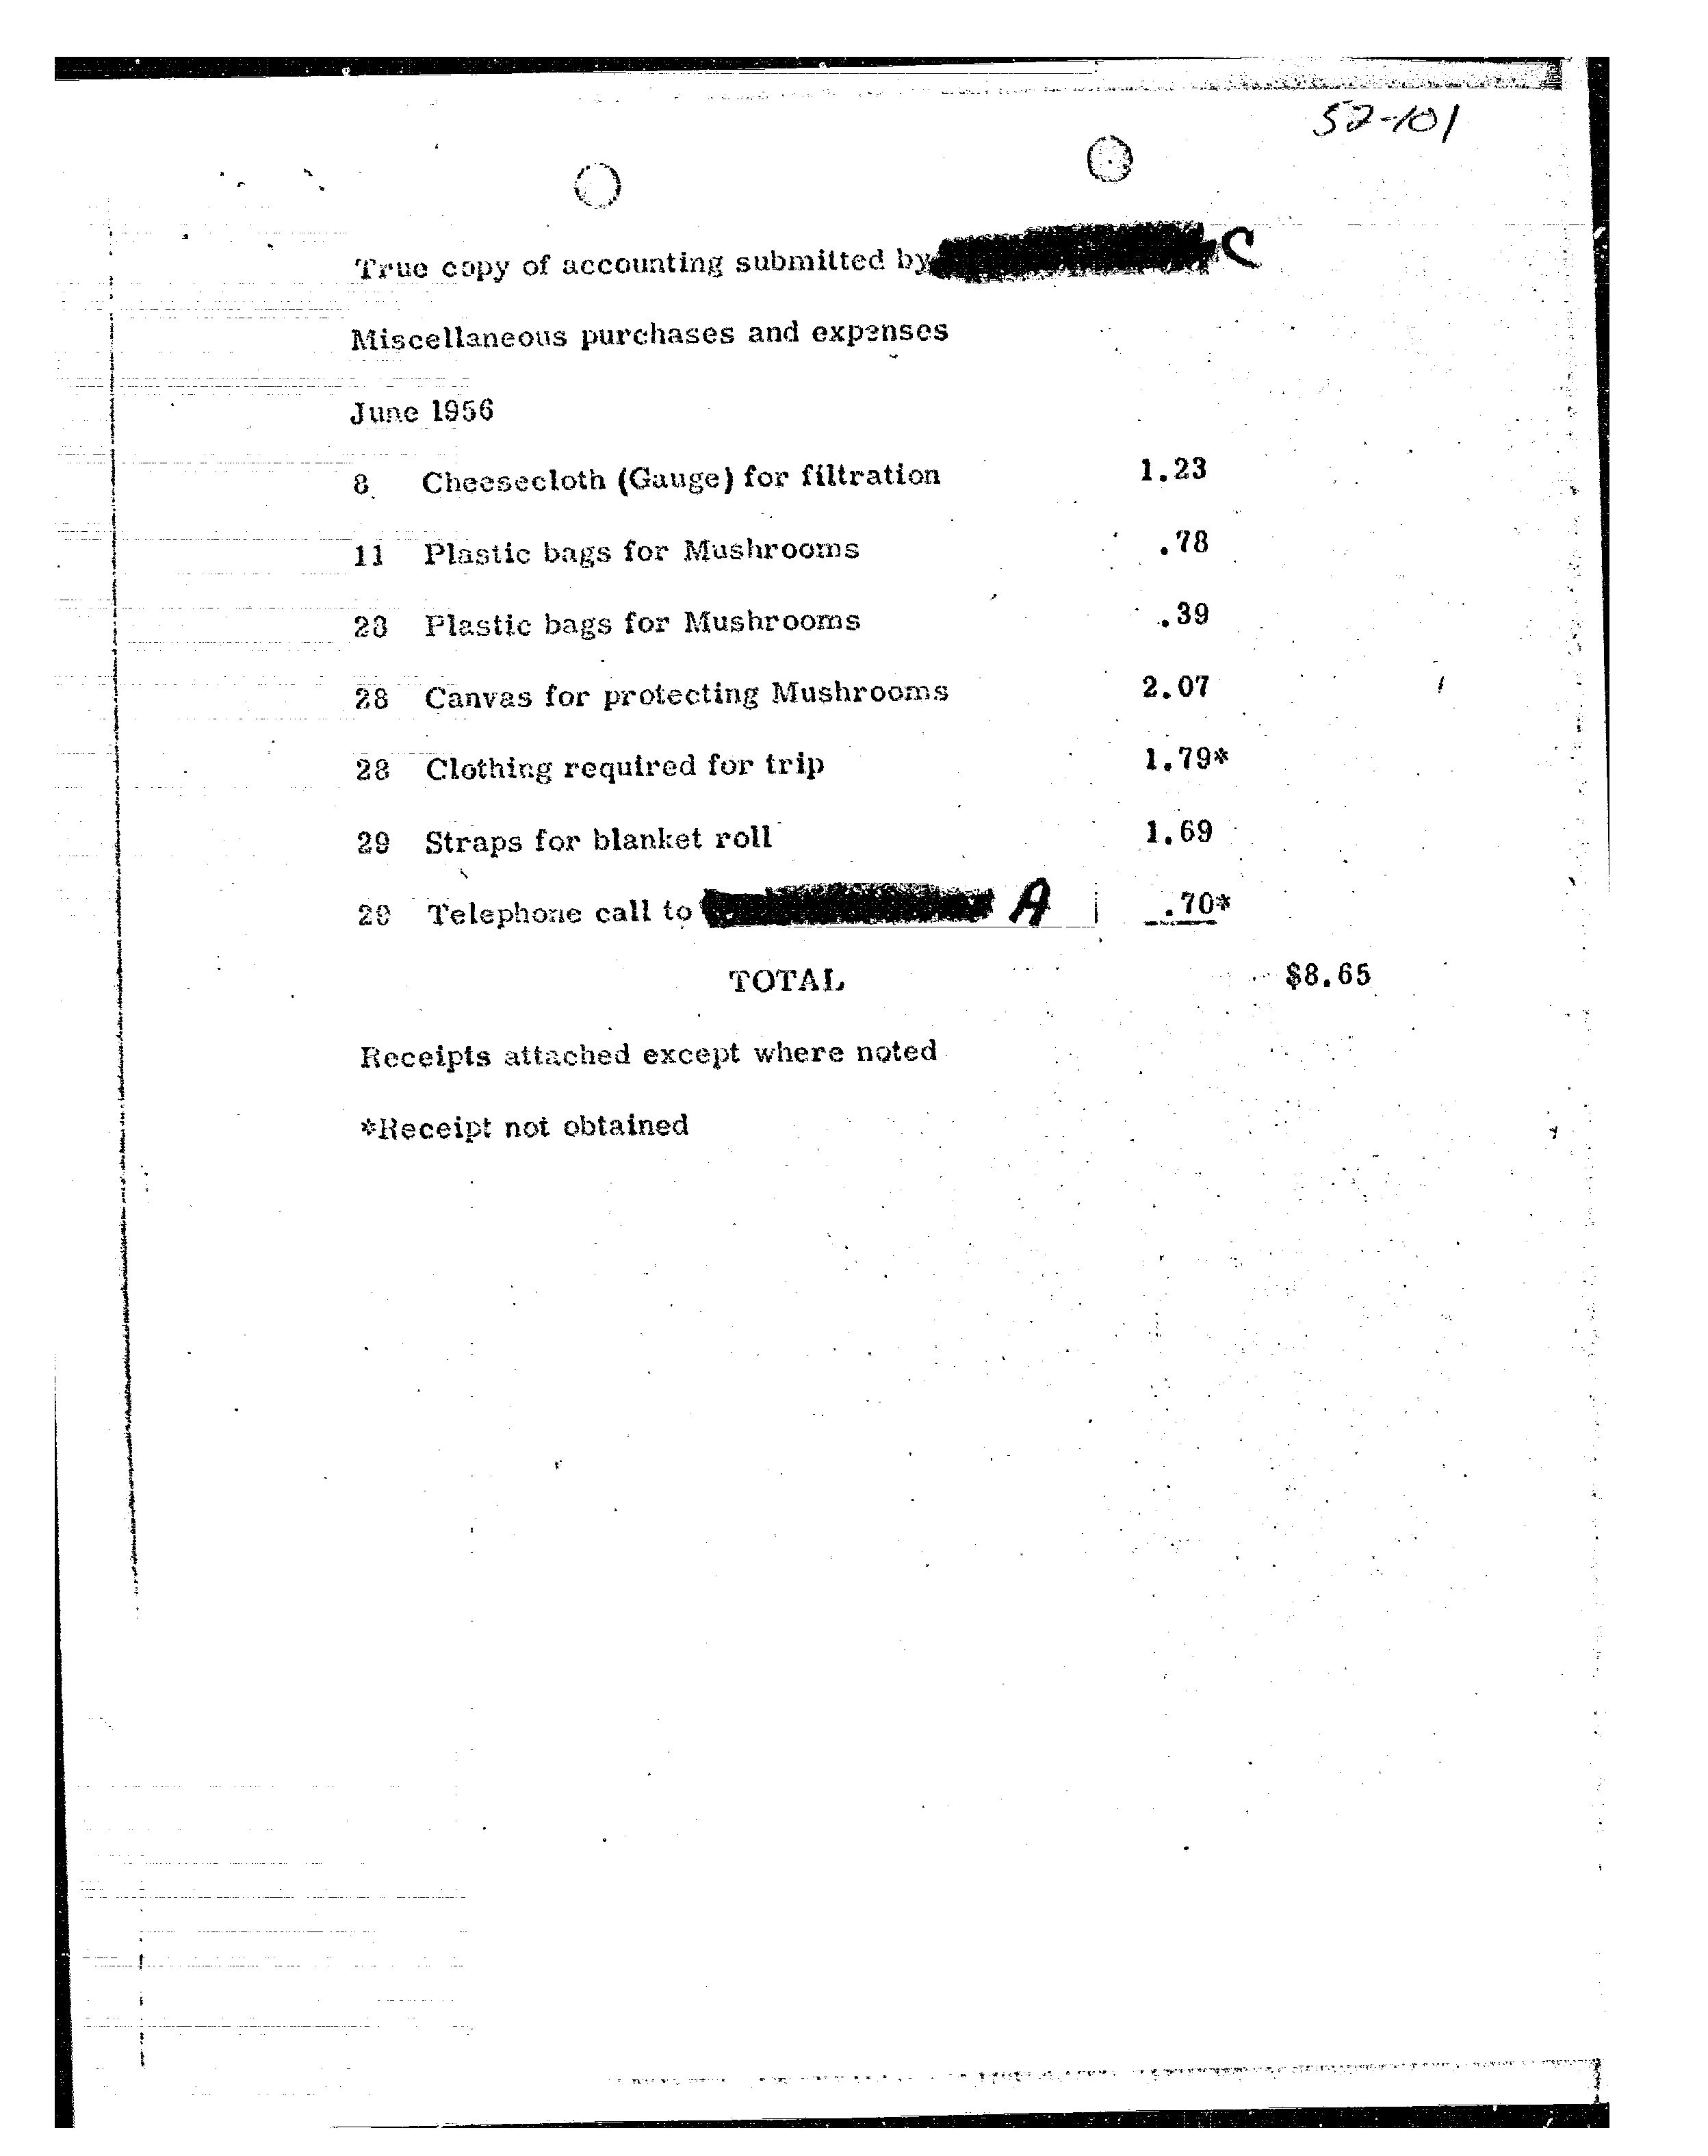 52-101
True copy of accounting submitted by C
Miscellaneous purchases and expenses
June 1956
8 Cheesecloth (Gauge) for filtration 1.23
11 Plastic bags for Mushrooms .78
28 Plastic bags for Mushrooms .39
28 Canvas for protecting Mushrooms 2.07
28 Clothing required for trip 1.79*
29 Straps for blanket roll 1.69
29 Telephone call to A .70*
TOTAL $8.65
Receipts attached except where noted
*Receipt not obtained